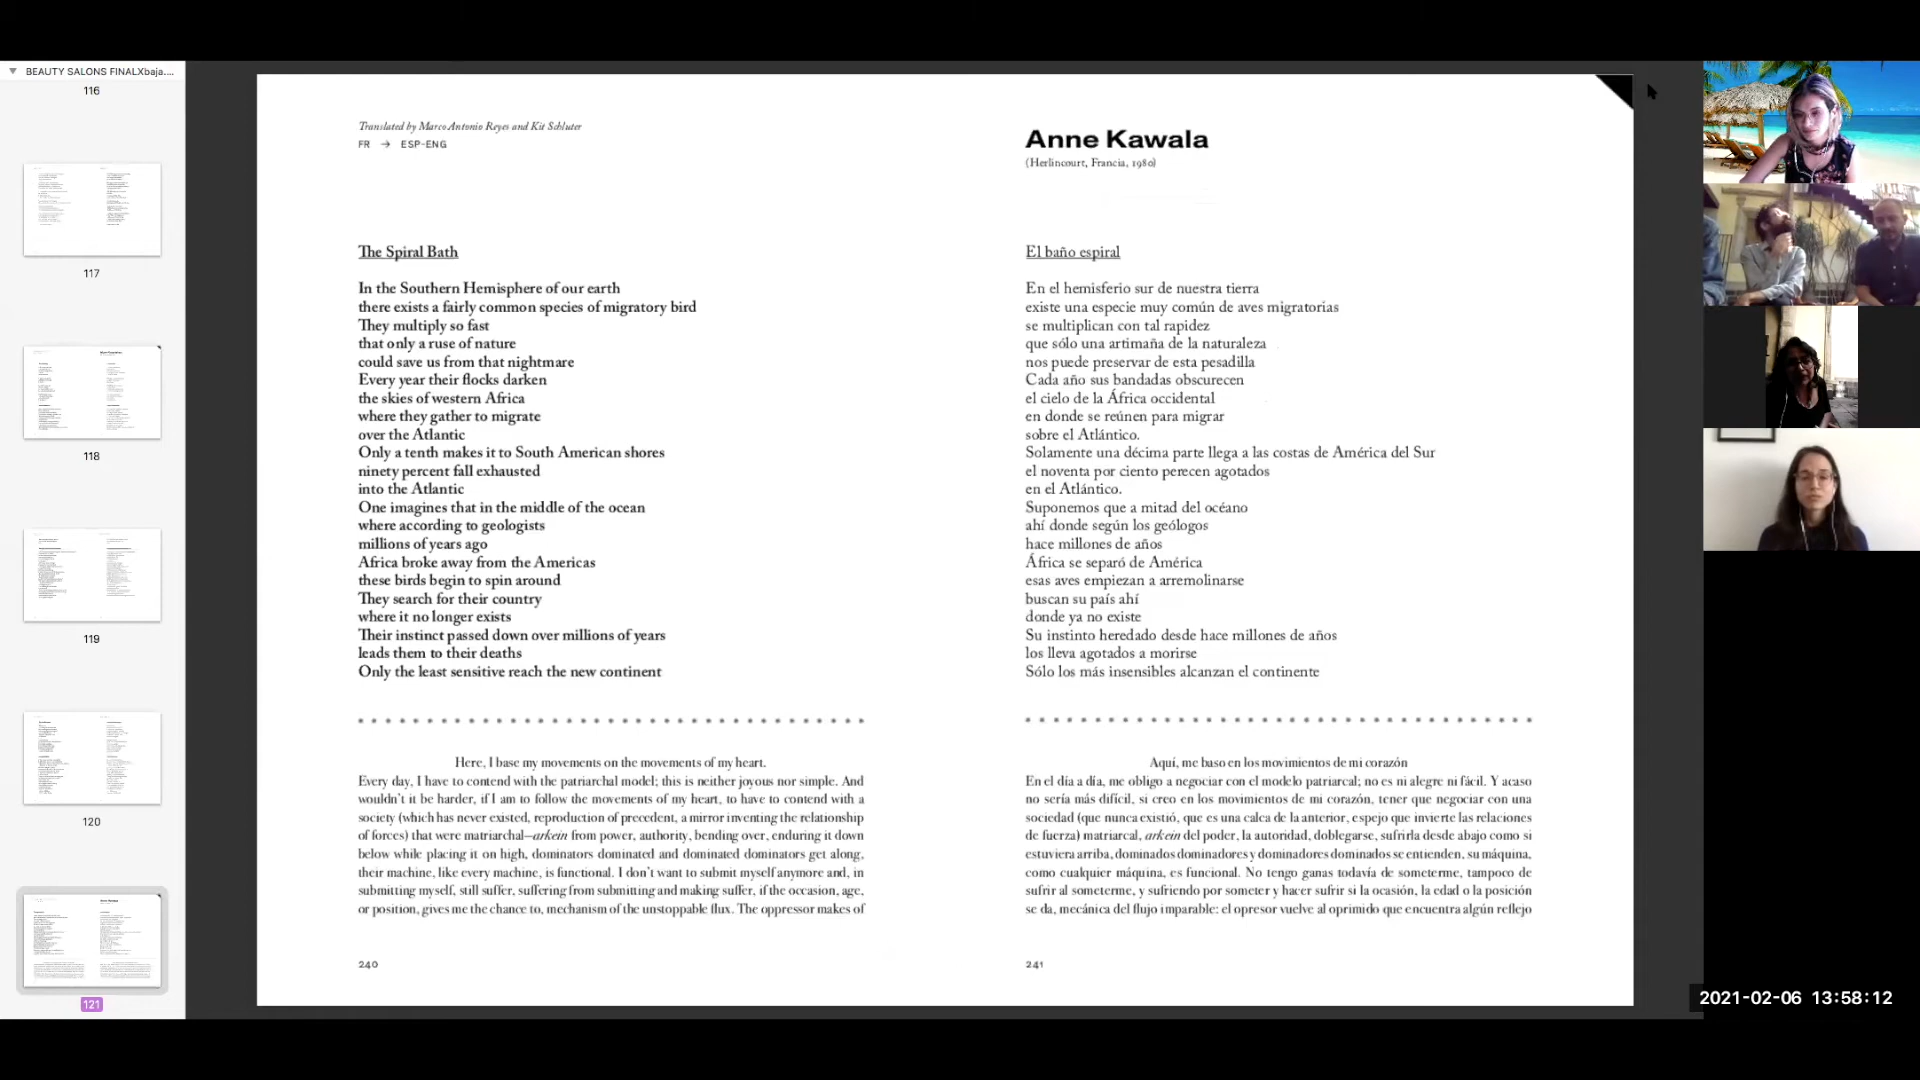 BEAUTY SALONS FINALXbaja....
116
117
118
119
120
121
Translated by Marco Antonio Reyes and Kit Schluter
FR → ESP-ENG
The Spiral Bath
In the Southern Hemisphere of our earth
there exists a fairly common species of migratory bird
They multiply so fast
that only a ruse of nature
could save us from that nightmare
Every year their flocks darken
the skies of western Africa
where they gather to migrate
over the Atlantic
Only a tenth makes it to South American shores
ninety percent fall exhausted
into the Atlantic
One imagines that in the middle of the ocean
where according to geologists
millions of years ago
Africa broke away from the Americas
these birds begin to spin around
They search for their country
where it no longer exists
Their instinct passed down over millions of years
leads them to their deaths
Only the least sensitive reach the new continent
Here, I base my movements on the movements of my heart.
Every day, I have to contend with the patriarchal model; this is neither joyous nor simple. And
wouldn't it be harder, if I am to follow the movements of my heart, to have to contend with a
society (which has never existed, reproduction of precedent, a mirror inventing the relationship
of forces) that were matriarchal—arkein from power, authority, bending over, enduring it down
below while placing it on high, dominators dominated and dominated dominators get along,
their machine, like every machine, is functional. I don't want to submit myself anymore and, in
submitting myself, still suffer, suffering from submitting and making suffer, if the occasion, age,
or position, gives me the chance to, mechanism of the unstoppable flux. The oppressor makes of
240
Anne Kawala
(Herlincourt, Francia, 1980)
El baño espiral
En el hemisferio sur de nuestra tierra
existe una especie muy común de aves migratorias
se multiplican con tal rapidez
que sólo una artimaña de la naturaleza
nos puede preservar de esta pesadilla
Cada año sus bandadas obscurecen
el cielo de la África occidental
en donde se reúnen para migrar
sobre el Atlántico.
Solamente una décima parte llega a las costas de América del Sur
el noventa por ciento perecen agotados
en el Atlántico.
Suponemos que a mitad del océano
ahí donde según los geólogos
hace millones de años
África se separó de América
esas aves empiezan a arremolinarse
buscan su país ahí
donde ya no existe
Su instinto heredado desde hace millones de años
los lleva agotados a morirse
Sólo los más insensibles alcanzan el continente
Aquí, me baso en los movimientos de mi corazón
En el día a día, me obligo a negociar con el modelo patriarcal; no es ni alegre ni fácil. Y acaso
no sería más difícil, si creo en los movimientos de mi corazón, tener que negociar con una
sociedad (que nunca existió, que es una calca de la anterior, espejo que invierte las relaciones
de fuerza) matriarcal, arkein del poder, la autoridad, doblegarse, sufrirla desde abajo como si
estuviera arriba, dominados dominadores y dominadores dominados se entienden, su máquina,
como cualquier máquina, es funcional. No tengo ganas todavía de someterme, tampoco de
sufrir al someterme, y sufriendo por someter y hacer sufrir si la ocasión, la edad o la posición
se da, mecánica del flujo imparable: el opresor vuelve al oprimido que encuentra algún reflejo
241
2021-02-06 13:58:12